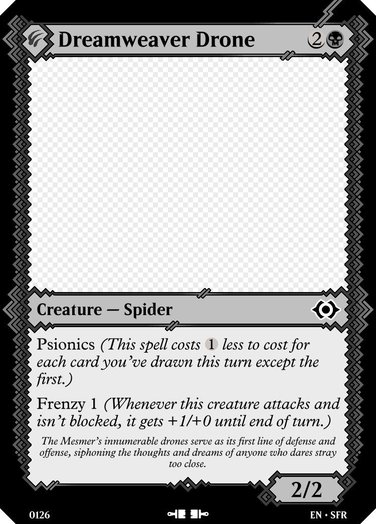 Dreamweaver Drone 2
Creature — Spider
Psionics (This spell costs 1 less to cost for
each card you've drawn this turn except the
first.)
Frenzy 1 (Whenever this creature attacks and
isn't blocked, it gets +1/+0 until end of turn.)
The Mesmer's innumerable drones serve as its first line of defense and
offense, siphoning the thoughts and dreams of anyone who dares stray
too close.
2/2
0126 EN • SFR